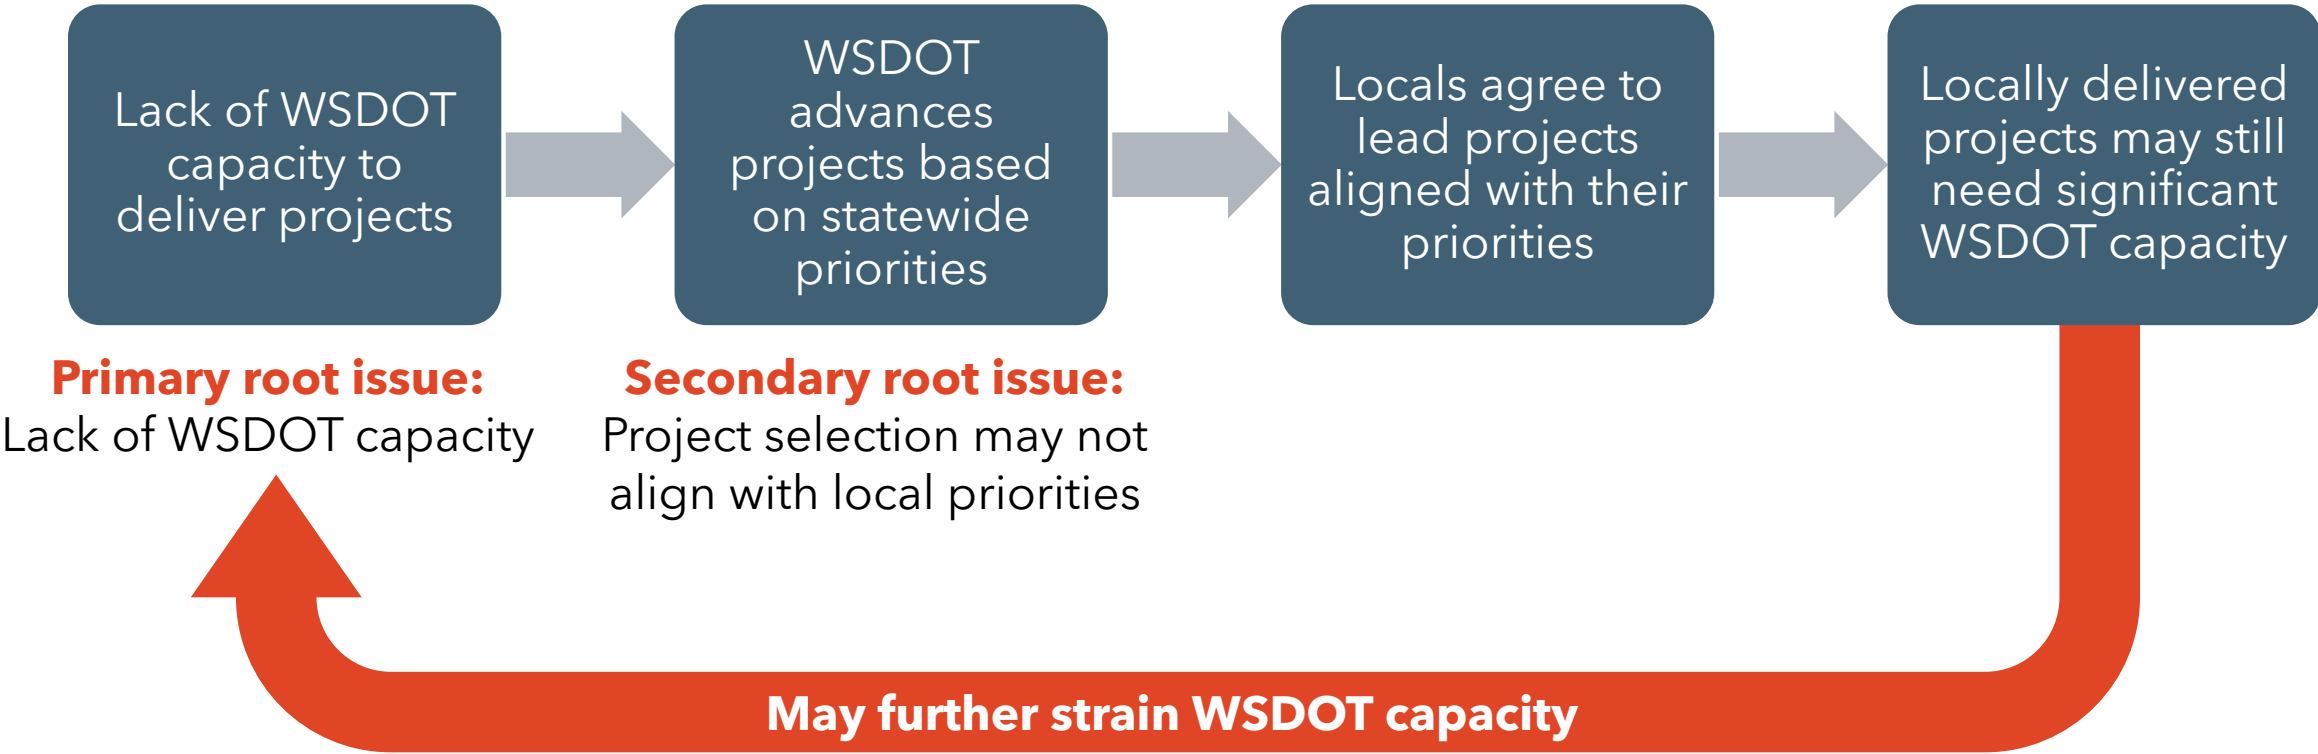 Lack of WSDOT
capacity to
deliver projects
WSDOT
advances
projects based
on statewide
priorities
Locals agree to
lead projects
aligned with their
priorities
Locally delivered
projects may still
need significant
WSDOT capacity
Primary root issue:
Lack of WSDOT capacity
Secondary root issue:
Project selection may not
align with local priorities
May further strain WSDOT capacity